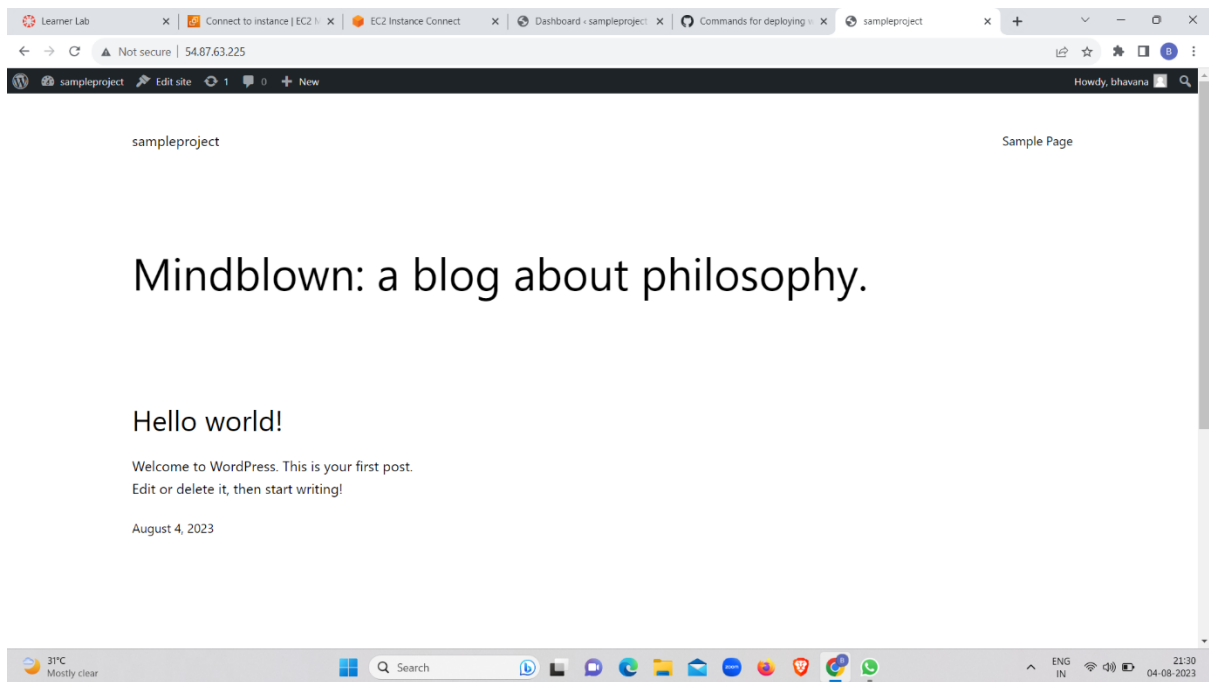 Learner Lab
Connect to instance | EC2
EC2 Instance Connect
Dashboard ‹ sampleproject
Commands for deploying
sampleproject
Not secure | 54.87.63.225
sampleproject Edit site 1 0 + New Howdy, bhavana
sampleproject Sample Page
Mindblown: a blog about philosophy.
Hello world!
Welcome to WordPress. This is your first post.
Edit or delete it, then start writing!
August 4, 2023
31°C
Mostly clear
Search
zoom
ENG
IN
21:30
04-08-2023